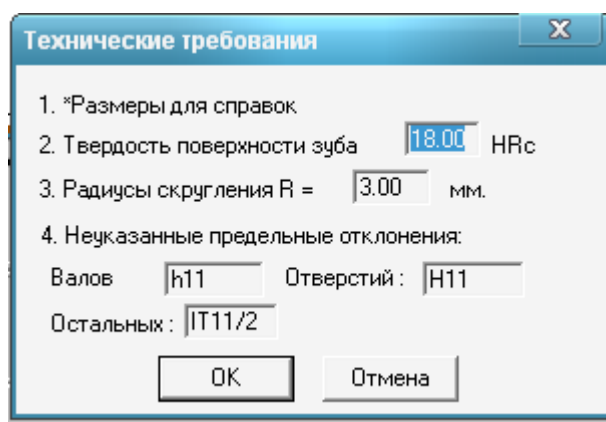 Технические требования
1. *Размеры для справок
2. Твердость поверхности зуба 18.00 HRc
3. Радиусы скругления R = 3.00 мм.
4. Неуказанные предельные отклонения:
Валов h11 Отверстий : H11
Остальных : IT11/2
OK Отмена